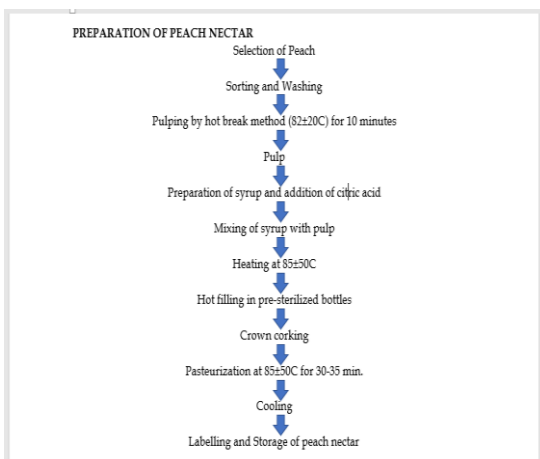 PREPARATION OF PEACH NECTAR
Selection of Peach
Sorting and Washing
Pulping by hot break method (82±20C) for 10 minutes
Pulp
Preparation of syrup and addition of citric acid
Mixing of syrup with pulp
Heating at 85±50C
Hot filling in pre-sterilized bottles
Crown corking
Pasteurization at 85±50C for 30-35 min.
Cooling
Labelling and Storage of peach nectar